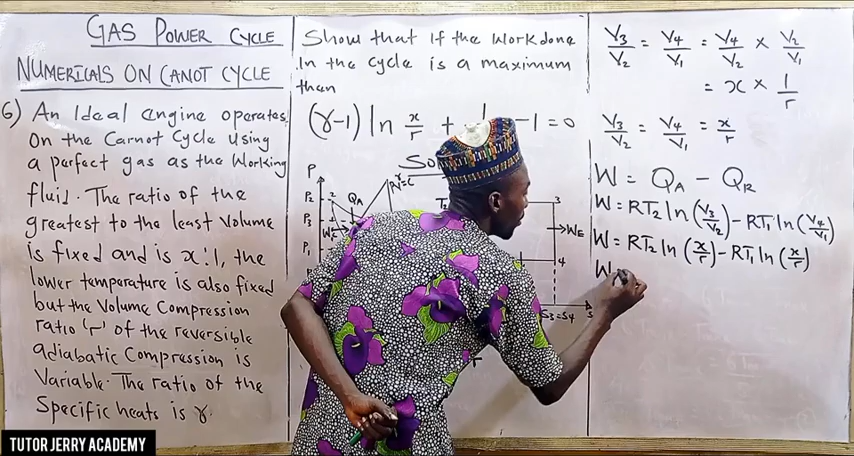 GAS POWER CYCLE
NUMERICALS ON CANOT CYCLE
6) An Ideal engine operates
On the Carnot Cycle Using
a perfect gas as the Working
fluid. The ratio of the
greatest to the least Volume
is fixed and is x:1, the
lower temperature is also fixed
but the Volume Compression
ratio 'r' of the reversible
adiabatic Compression is
Variable. The ratio of the
Specific heats is γ
Show that if the Workdone
in the cycle is a maximum
then
(γ-1) ln x/r + 1 -1=0
So
P
P2
P3
P1
2
QA
T2
3
WE
4
S3=S4
S
V3/V2 = V4/V1 = V4/V2 × V2/V1
= x × 1/r
V3/V2 = V4/V1 = x/r
W = QA - QR
W = RT2 ln (V3/V2) - RT1 ln (V4/V1)
W = RT2 ln (x/r) - RT1 ln (x/r)
W
TUTOR JERRY ACADEMY